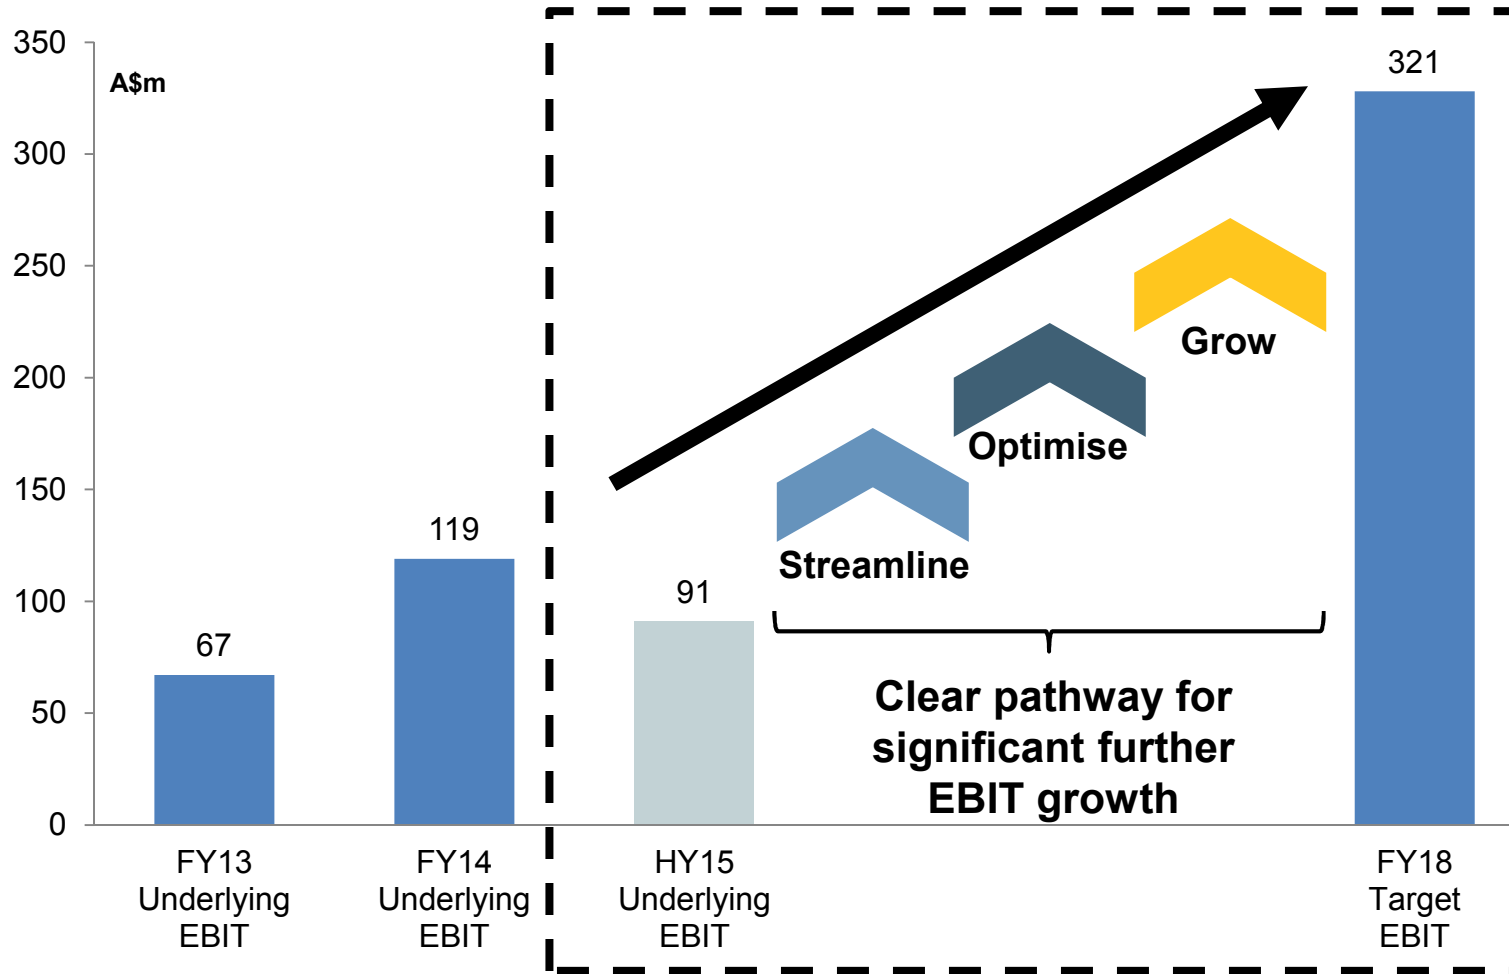 A$m
350
300
250
200
150
100
50
0
67
119
91
321
Grow
Optimise
Streamline
Clear pathway for
significant further
EBIT growth
FY13
Underlying
EBIT
FY14
Underlying
EBIT
HY15
Underlying
EBIT
FY18
Target
EBIT